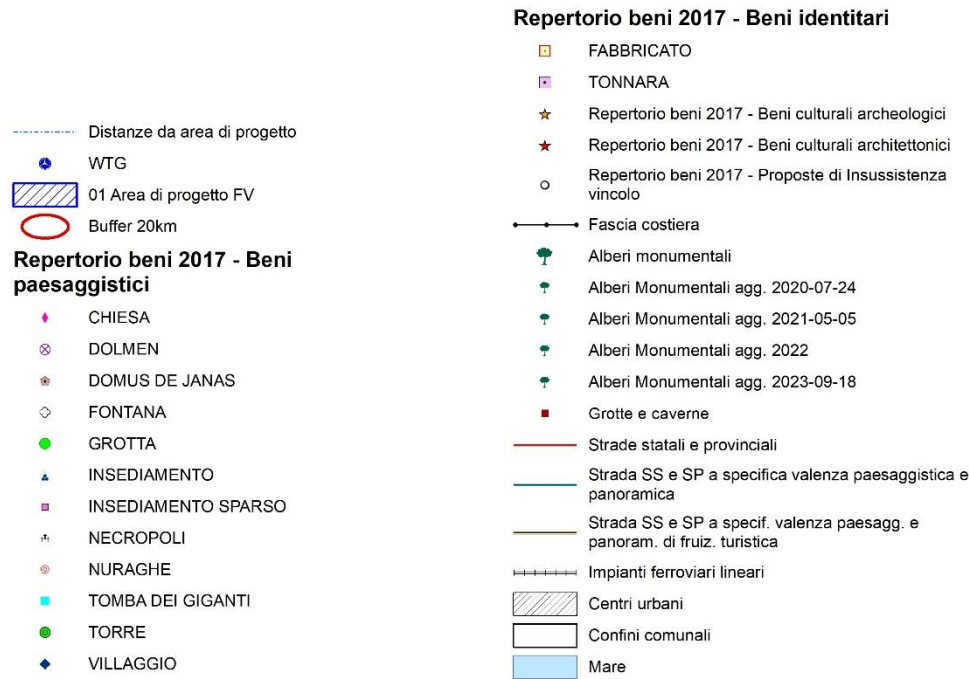 Distanze da area di progetto
WTG
01 Area di progetto FV
Buffer 20km
Repertorio beni 2017 - Beni
paesaggistici
CHIESA
DOLMEN
DOMUS DE JANAS
FONTANA
GROTTA
INSEDIAMENTO
INSEDIAMENTO SPARSO
NECROPOLI
NURAGHE
TOMBA DEI GIGANTI
TORRE
VILLAGGIO
Repertorio beni 2017 - Beni identitari
FABBRICATO
TONNARA
Repertorio beni 2017 - Beni culturali archeologici
Repertorio beni 2017 - Beni culturali architettonici
Repertorio beni 2017 - Proposte di Insussistenza
vincolo
Fascia costiera
Alberi monumentali
Alberi Monumentali agg. 2020-07-24
Alberi Monumentali agg. 2021-05-05
Alberi Monumentali agg. 2022
Alberi Monumentali agg. 2023-09-18
Grotte e caverne
Strade statali e provinciali
Strada SS e SP a specifica valenza paesaggistica e
panoramica
Strada SS e SP a specif. valenza paesagg. e
panoram. di fruiz. turistica
Impianti ferroviari lineari
Centri urbani
Confini comunali
Mare